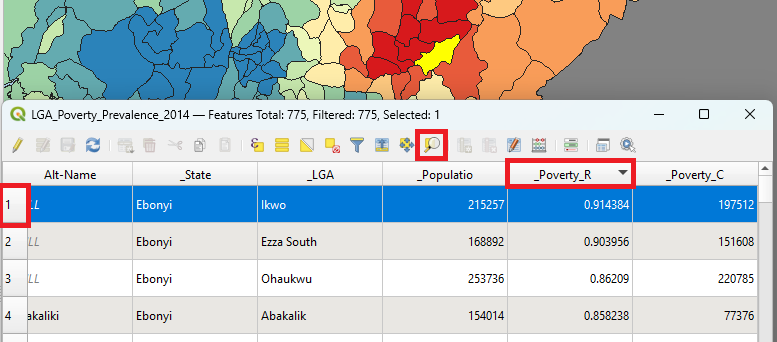 LGA_Poverty_Prevalence_2014 — Features Total: 775, Filtered: 775, Selected: 1
Alt-Name _State _LGA _Populatio _Poverty_R _Poverty_C
1 LL Ebonyi Ikwo 215257 0.914384 197512
2 LL Ebonyi Ezza South 168892 0.903956 151608
3 LL Ebonyi Ohaukwu 253736 0.86209 220785
4 akaliki Ebonyi Abakalik 154014 0.858238 77376